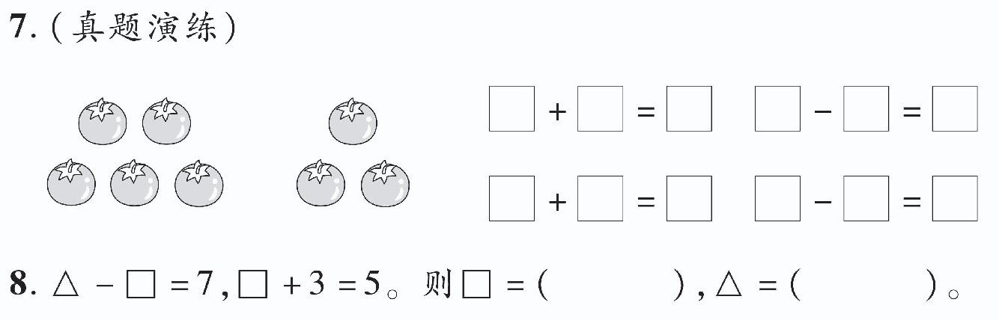 7.(真题演练)
□+□=□ □-□=□
□+□=□ □-□=□
8. △-□=7,□+3=5。则□=( ),△=( )。